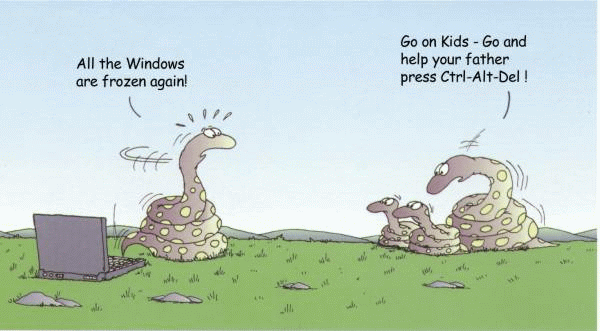 All the Windows
are frozen again!
Go on Kids - Go and
help your father
press Ctrl-Alt-Del !